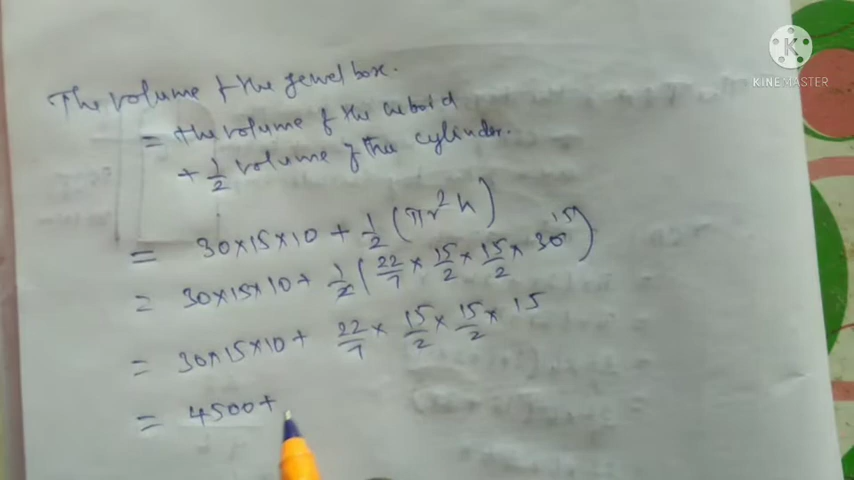 The volume of the Jewel box.
= the volume of the cuboid
+ 1/2 volume of the cylinder.
= 30×15×10 + 1/2 (πr²h)
= 30×15×10 + 1/2 (22/7 × 15/2 × 15/2 × 30 15)
= 30×15×10 + 22/7 × 15/2 × 15/2 × 15
= 4500+
K
KINEMASTER